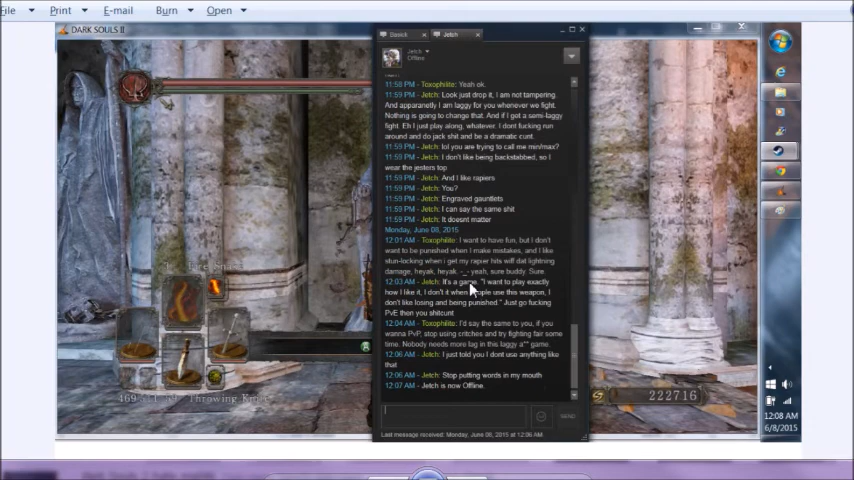 File Print E-mail Burn Open
DARK SOULS II
Basick Jetch
Jetch
Offline
11:58 PM - Toxophilite: Yeah ok.
11:59 PM - Jetch: Look just drop it, I am not tampering.
And apparanetly I am laggy for you whenever we fight.
Nothing is going to change that. And if I get a semi-laggy
fight. Eh I just play along, whatever. I dont fucking run
around and do jack shit and be a dramatic cunt.
11:59 PM - Jetch: lol you are trying to call me min/max?
11:59 PM - Jetch: I don't like being backstabbed, so I
wear the jesters top
11:59 PM - Jetch: And I like rapiers
11:59 PM - Jetch: You?
11:59 PM - Jetch: Engraved gauntlets
11:59 PM - Jetch: I can say the same shit
11:59 PM - Jetch: It doesnt matter
Monday, June 08, 2015
12:01 AM - Toxophilite: I want to have fun, but I don't
want to be punished when I make mistakes, and I like
stun-locking when i get my rapier hits wiff dat lightning
damage, heyak, heyak. -_- yeah, sure buddy. Sure.
12:03 AM - Jetch: It's a game. "I want to play exactly
how I like it, I don't it when people use this weapon, I
don't like losing and being punished." Just go fucking
PvE then you shitcunt
12:04 AM - Toxophilite: I'd say the same to you, if you
wanna PvP, stop using critches and try fighting fair some
time. Nobody needs more lag in this laggy a** game.
12:06 AM - Jetch: I just told you I dont use anything like
that
12:06 AM - Jetch: Stop putting words in my mouth
12:07 AM - Jetch is now Offline.
SEND
Last message received: Monday, June 08, 2015 at 12:06 AM
Throwing Knife
222716
12:08 AM
6/8/2015